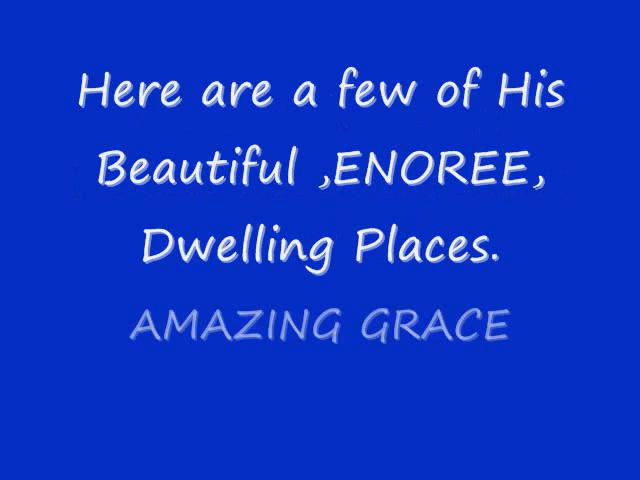 Here are a few of His
Beautiful ,ENOREE,
Dwelling Places.
AMAZING GRACE